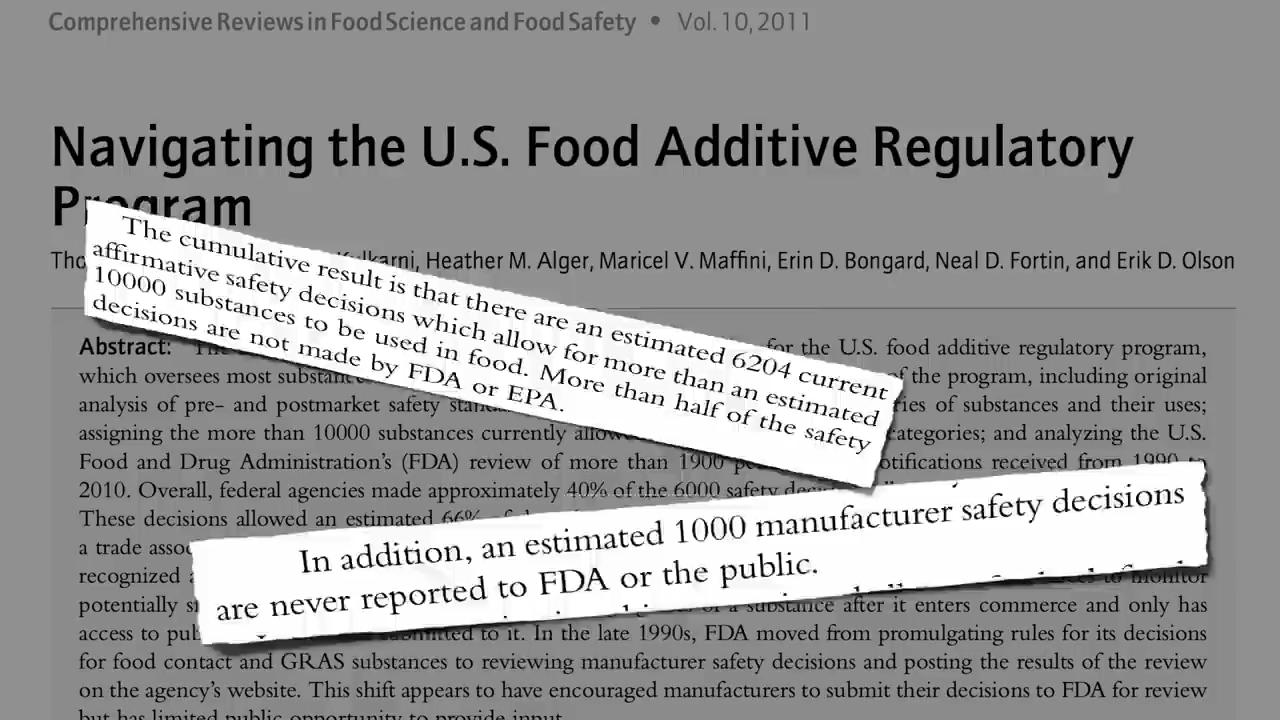 Comprehensive Reviews in Food Science and Food Safety • Vol. 10, 2011
Navigating the U.S. Food Additive Regulatory
Program
Kulkarni, Heather M. Alger, Maricel V. Maffini, Erin D. Bongard, Neal D. Fortin, and Erik D. Olson
The cumulative result is that there are an estimated 6204 current
affirmative safety decisions which allow for more than an estimated
10000 substances to be used in food. More than half of the safety
decisions are not made by FDA or EPA.
Abstract: for the U.S. food additive regulatory program,
which oversees most of the program, including original
analysis of pre- and postmarket safety of substances and their uses;
assigning the more than 10000 substances currently categories; and analyzing the U.S.
Food and Drug Administration's (FDA) review of more than 1900 received from 1990 to
2010. Overall, federal agencies made approximately 40% of the 6000 safety
These decisions allowed an estimated 66%
In addition, an estimated 1000 manufacturer safety decisions
are never reported to FDA or the public.
a trade
recognized
potentially of a substance after it enters commerce and only has
access to submitted to it. In the late 1990s, FDA moved from promulgating rules for its decisions
for food contact and GRAS substances to reviewing manufacturer safety decisions and posting the results of the review
on the agency's website. This shift appears to have encouraged manufacturers to submit their decisions to FDA for review
but has limited public opportunity to provide input.